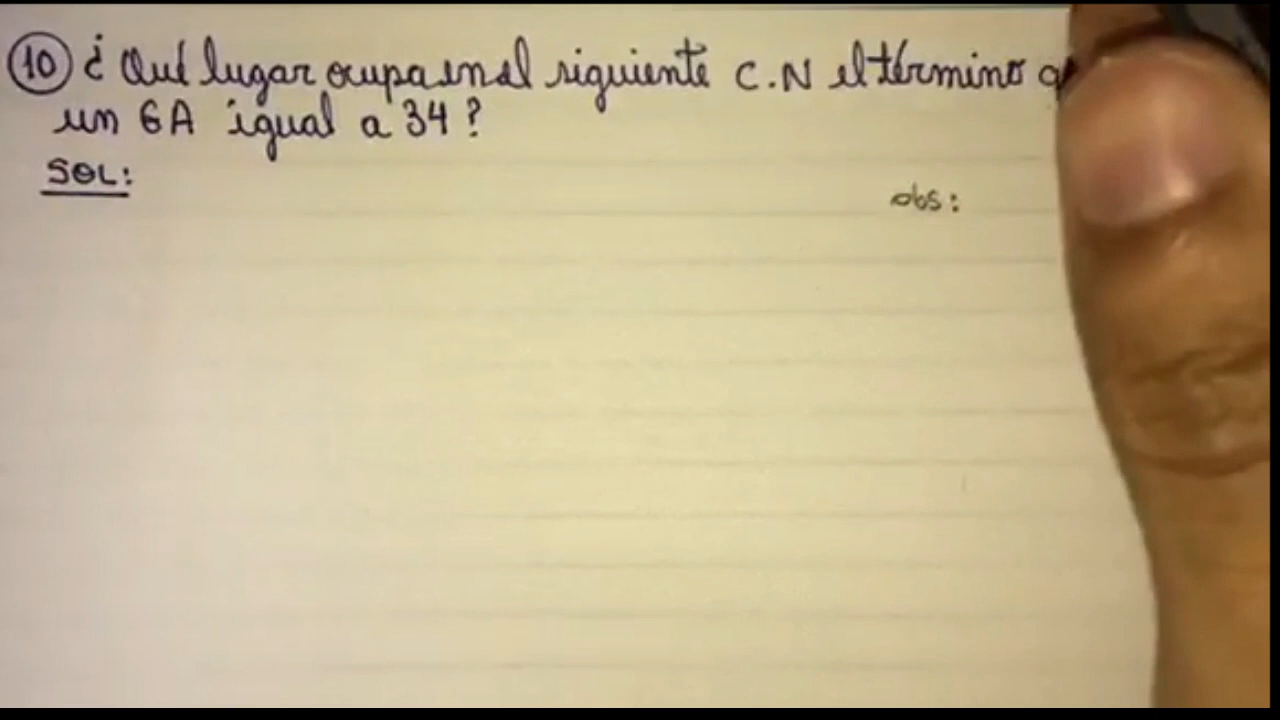 10 ¿Qué lugar ocupa en el siguiente C.N el término
un GA igual a 34?
SOL:
obs: